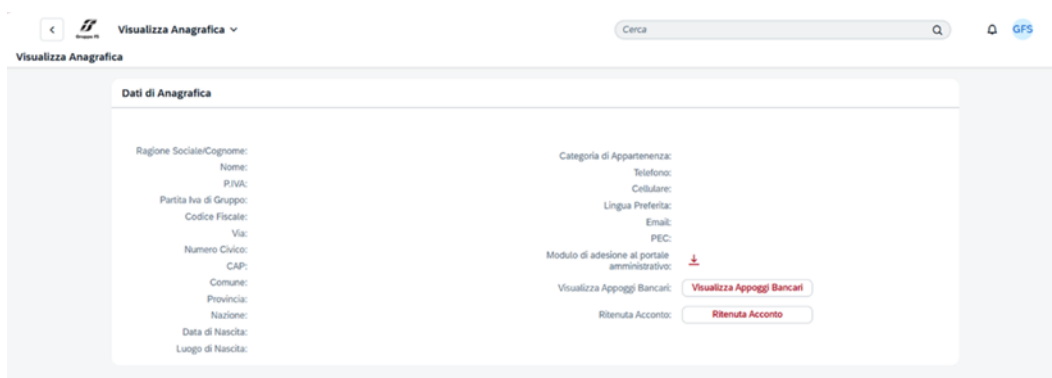 Gruppo FS
Visualizza Anagrafica
Cerca
GFS
Visualizza Anagrafica
Dati di Anagrafica
Ragione Sociale/Cognome:
Nome:
P.IVA:
Partita Iva di Gruppo:
Codice Fiscale:
Via:
Numero Civico:
CAP:
Comune:
Provincia:
Nazione:
Data di Nascita:
Luogo di Nascita:
Categoria di Appartenenza:
Telefono:
Cellulare:
Lingua Preferita:
Email:
PEC:
Modulo di adesione al portale
amministrativo:
Visualizza Appoggi Bancari: Visualizza Appoggi Bancari
Ritenuta Acconto: Ritenuta Acconto